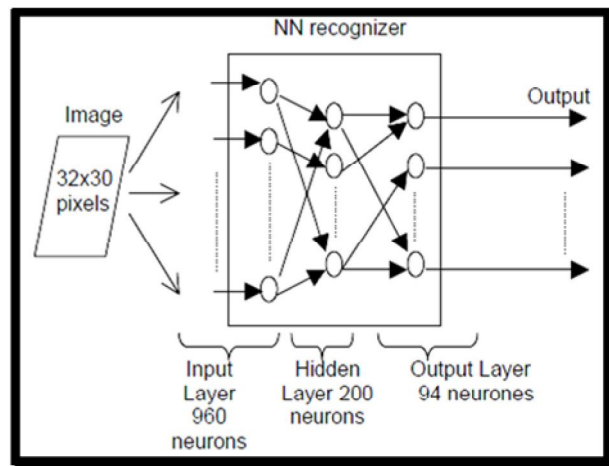 NN recognizer
Image
32x30
pixels
Output
Input
Layer
960
neurons
Hidden
Layer 200
neurons
Output Layer
94 neurones